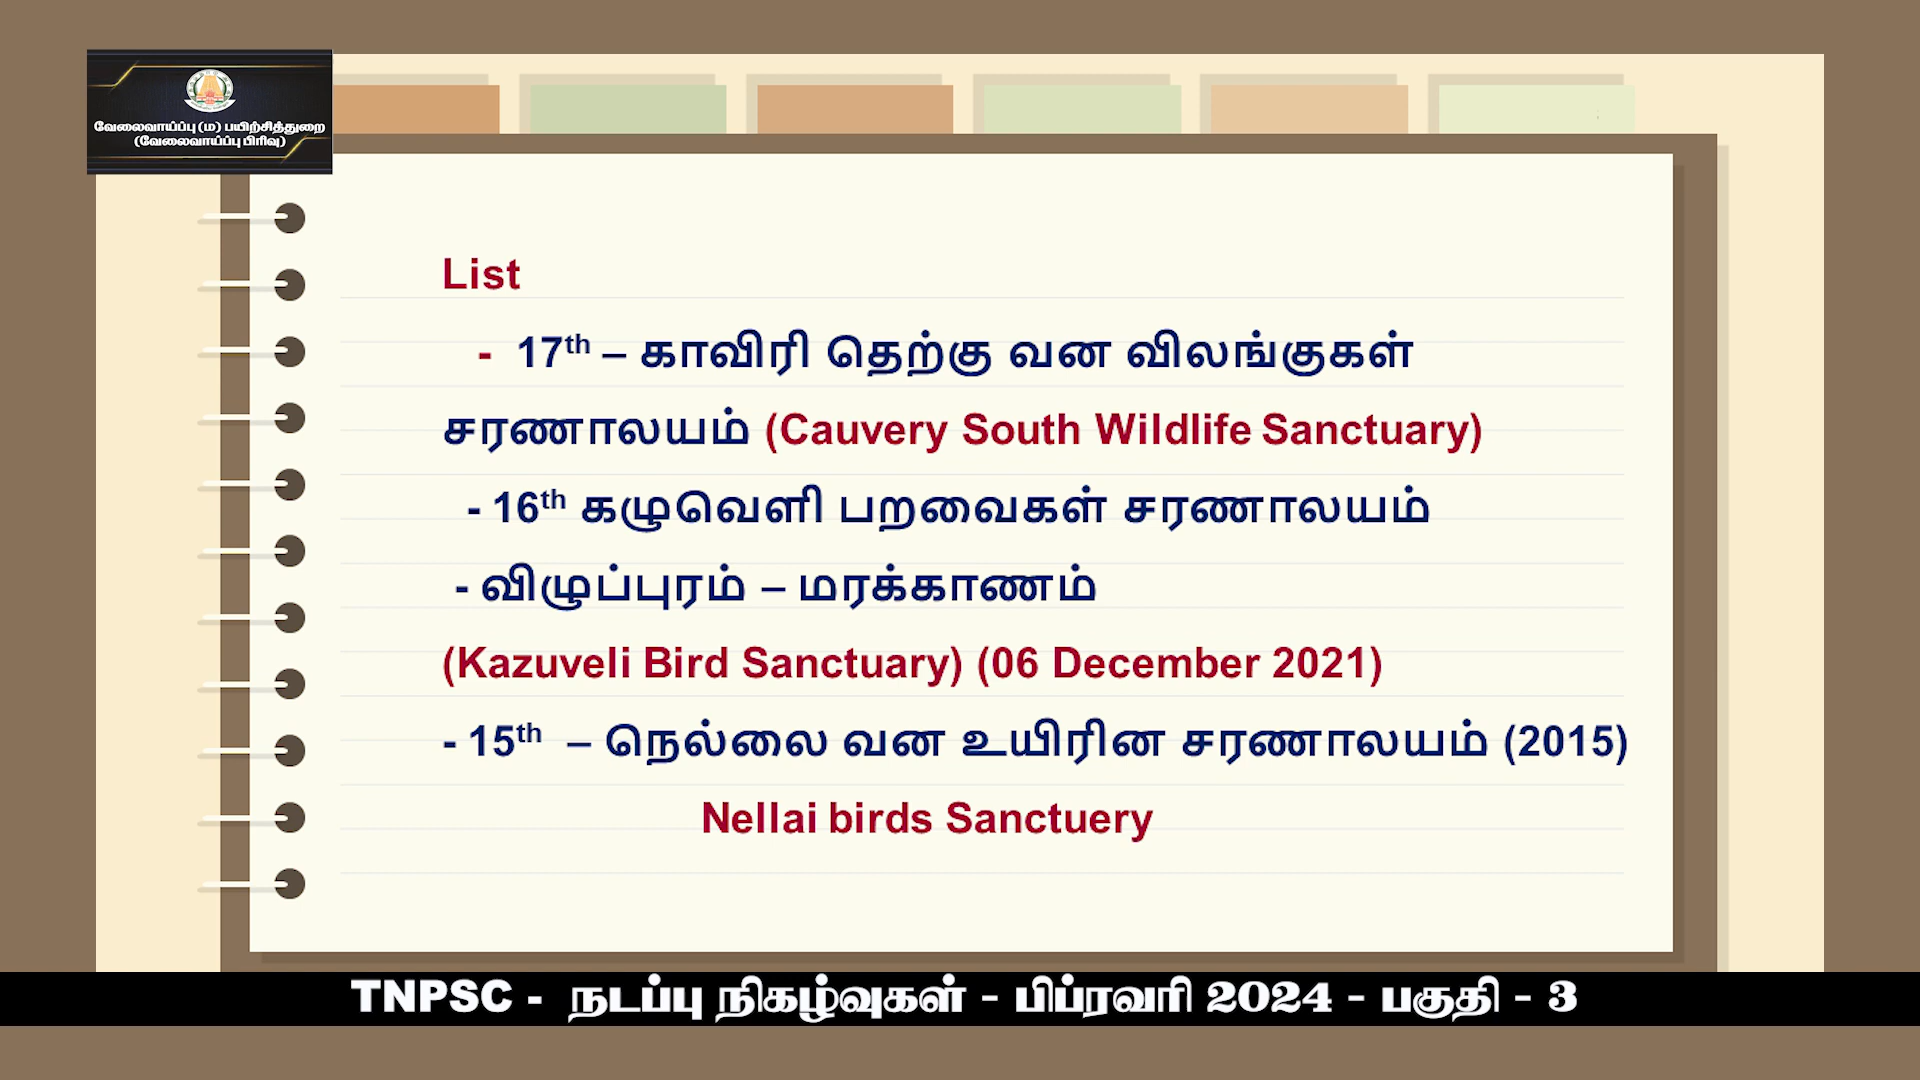 வேலைவாய்ப்பு (ம) பயிற்சித்துறை
(வேலைவாய்ப்பு பிரிவு)
List
- 17th – காவிரி தெற்கு வன விலங்குகள்
சரணாலயம் (Cauvery South Wildlife Sanctuary)
- 16th கழுவெளி பறவைகள் சரணாலயம்
- விழுப்புரம் – மரக்காணம்
(Kazuveli Bird Sanctuary) (06 December 2021)
- 15th – நெல்லை வன உயிரின சரணாலயம் (2015)
Nellai birds Sanctuery
TNPSC - நடப்பு நிகழ்வுகள் - பிப்ரவரி 2024 - பகுதி - 3